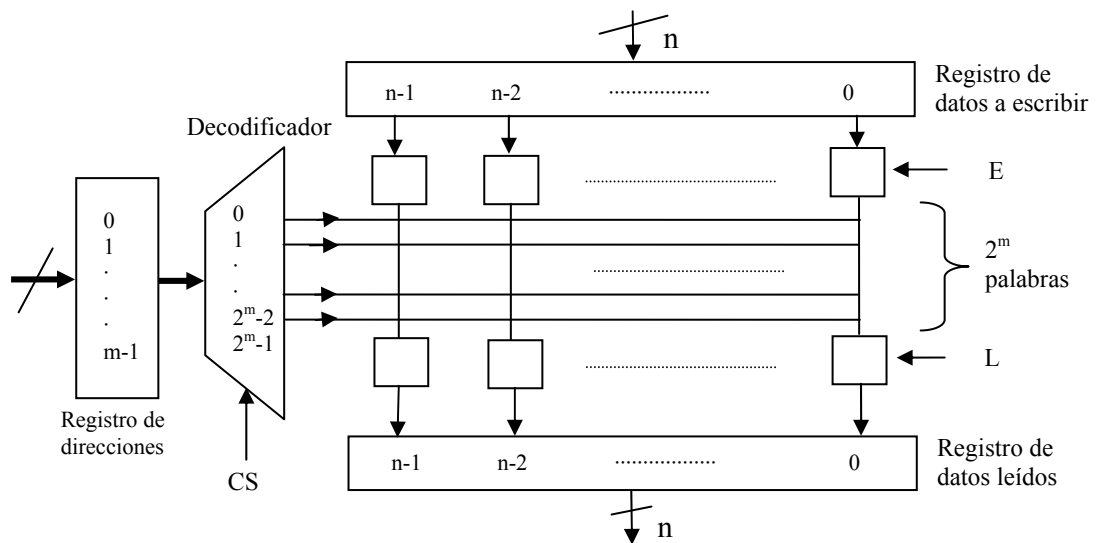 n
Registro de
datos a escribir
n-1 n-2 .................. 0
Decodificador
E
0
1
.
.
.
m-1
0
1
.
.
2^m-2
2^m-1
2^m
palabras
L
Registro de
direcciones
CS
n-1 n-2 .................. 0
Registro de
datos leídos
n